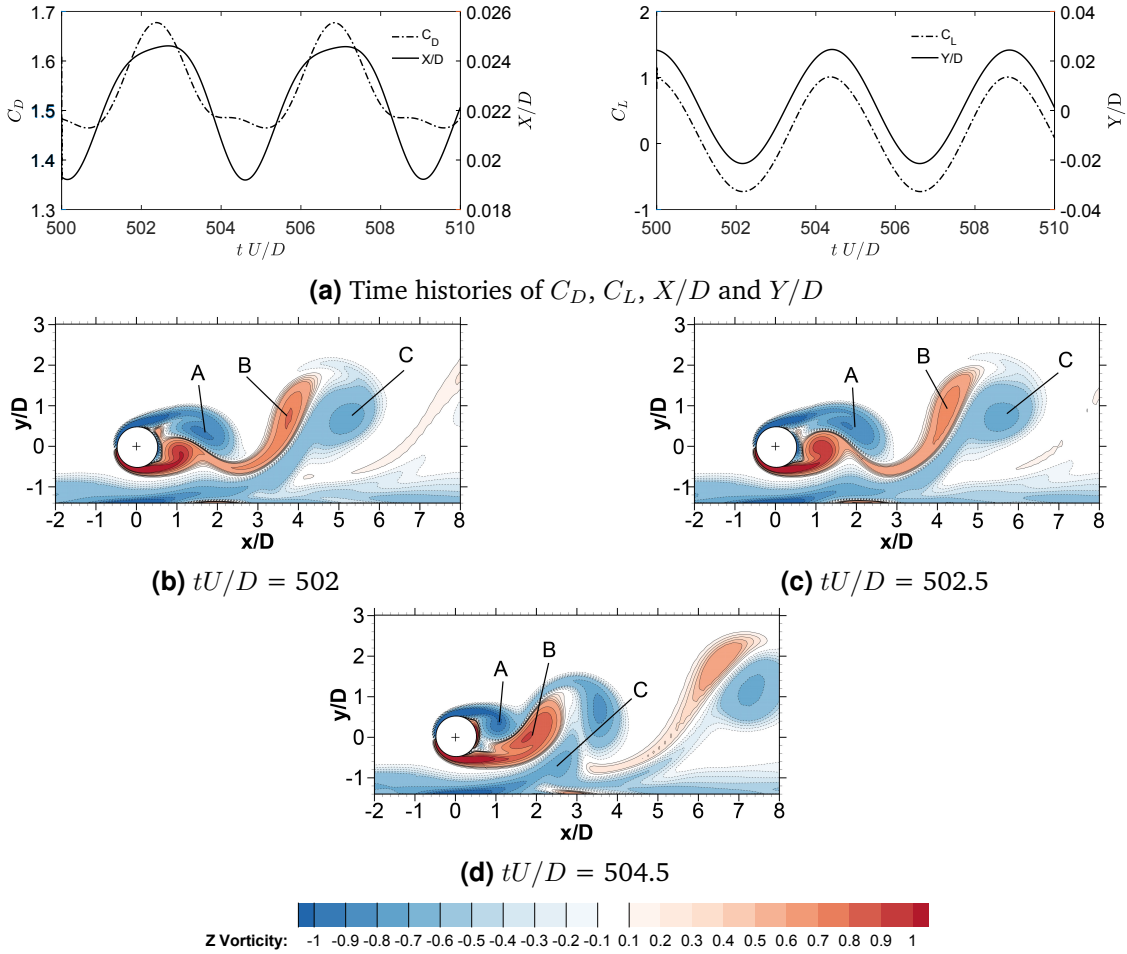 1.7
1.6
1.5
1.4
1.3
C_D
0.026
0.024
0.022
0.020
0.018
X/D
C_D
X/D
500 502 504 506 508 510
t U/D
2
1
0
-1
C_L
0.04
0.02
0
-0.02
-0.04
Y/D
C_L
Y/D
500 502 504 506 508 510
t U/D
(a) Time histories of C_D, C_L, X/D and Y/D
3
2
1
0
-1
y/D
A B C
-2 -1 0 1 2 3 4 5 6 7 8
x/D
(b) tU/D = 502
3
2
1
0
-1
y/D
A B C
-2 -1 0 1 2 3 4 5 6 7 8
x/D
(c) tU/D = 502.5
3
2
1
0
-1
y/D
A B C
-2 -1 0 1 2 3 4 5 6 7 8
x/D
(d) tU/D = 504.5
Z Vorticity: -1 -0.9 -0.8 -0.7 -0.6 -0.5 -0.4 -0.3 -0.2 -0.1 0.1 0.2 0.3 0.4 0.5 0.6 0.7 0.8 0.9 1